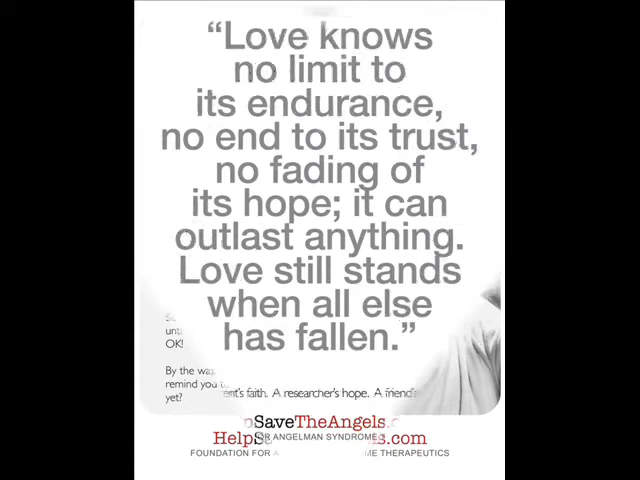 “Love knows
no limit to
its endurance,
no end to its trust,
no fading of
its hope; it can
outlast anything.
Love still stands
when all else
has fallen.”
OK!
By the
remind you
yet?
faith. A researcher's hope. A
SaveTheAngels.
ANGELMAN SYNDROME
.com
FOUNDATION FOR
THERAPEUTICS